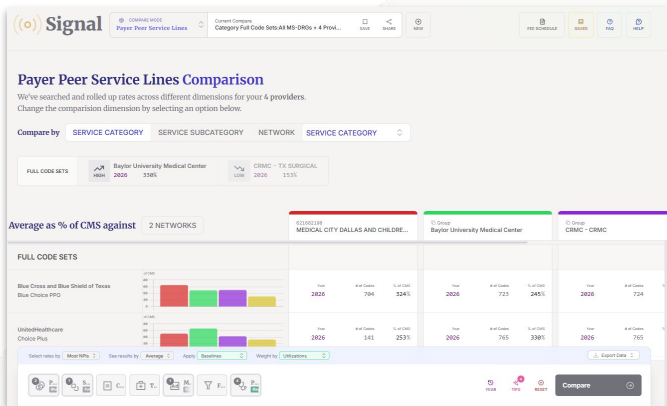 Signal
COMPARE MODE
Payer Peer Service Lines
Current Compare
Category Full Code Sets:All MS-DRGs + 4 Provi...
SAVE
SHARE
NEW
FEE SCHEDULE
SAVED
FAQ
HELP
Payer Peer Service Lines Comparison
We've searched and rolled up rates across different dimensions for your 4 providers.
Change the comparision dimension by selecting an option below.
Compare by
SERVICE CATEGORY
SERVICE SUBCATEGORY
NETWORK
SERVICE CATEGORY
FULL CODE SETS
HIGH
Baylor University Medical Center
2026 330%
LOW
CRMC - TX SURGICAL
2026 153%
Average as % of CMS against
2 NETWORKS
621682198
MEDICAL CITY DALLAS AND CHILDRE...
Group
Baylor University Medical Center
Group
CRMC - CRMC
FULL CODE SETS
Blue Cross and Blue Shield of Texas
Blue Choice PPO
Year # of Codes % of CMS
2026 704 324%
Year # of Codes % of CMS
2026 723 245%
Year # of Codes
2026 724
UnitedHealthcare
Choice Plus
Year # of Codes % of CMS
2026 141 253%
Year # of Codes % of CMS
2026 765 330%
Year # of Codes
2026 765
Select rates by Most NPIs See results by Average Apply Baselines Weight by Utilizations
Export Data
P...
S...
C...
T...
M...
F...
P...
YEAR
TIPS
RESET
Compare